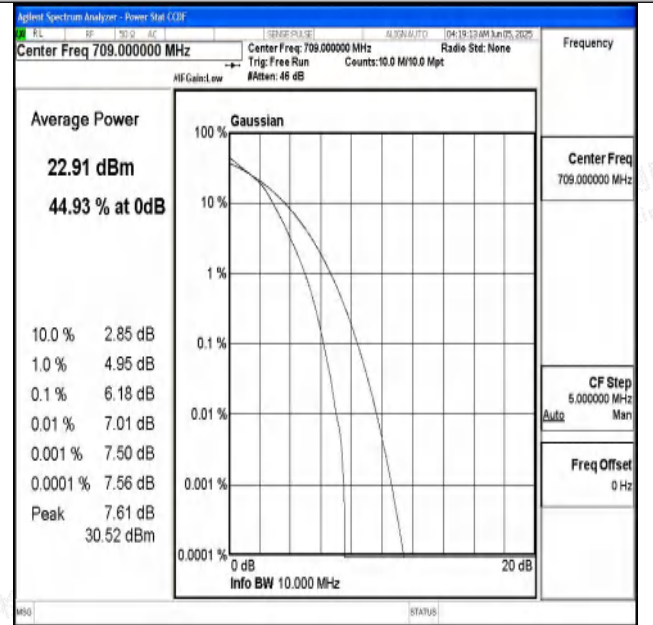 Agilent Spectrum Analyzer - Power Stat CCDF
RL RF 50 Ω AC SENSE:PULSE ALIGN AUTO 04:19:13 AM Jun 05, 2025
Center Freq 709.000000 MHz
Center Freq: 709.000000 MHz Radio Std: None
Trig: Free Run Counts:10.0 M/10.0 Mpt
#IFGain:Low #Atten: 46 dB
Frequency
Average Power
22.91 dBm
44.93 % at 0dB
10.0 % 2.85 dB
1.0 % 4.95 dB
0.1 % 6.18 dB
0.01 % 7.01 dB
0.001 % 7.50 dB
0.0001 % 7.56 dB
Peak 7.61 dB
30.52 dBm
Gaussian
100 %
10 %
1 %
0.1 %
0.01 %
0.001 %
0.0001 %
0 dB 20 dB
Info BW 10.000 MHz
Center Freq
709.000000 MHz
CF Step
5.000000 MHz
Auto Man
Freq Offset
0 Hz
MSG STATUS